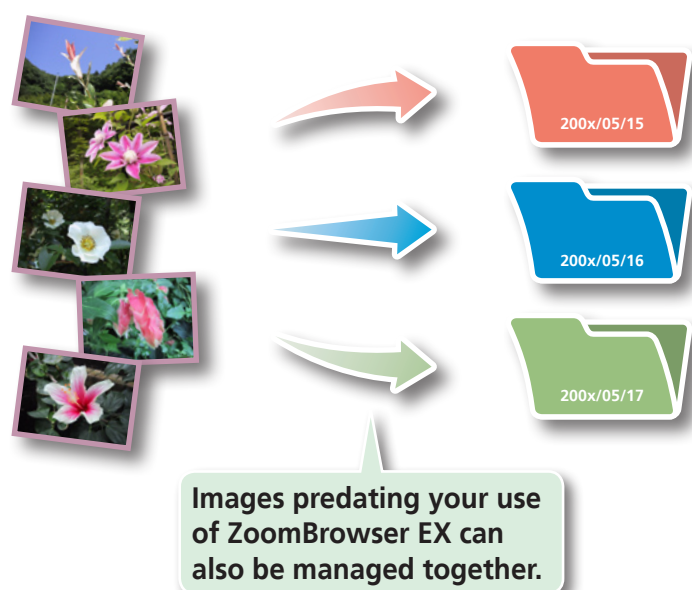 200x/05/15
200x/05/16
200x/05/17
Images predating your use
of ZoomBrowser EX can
also be managed together.